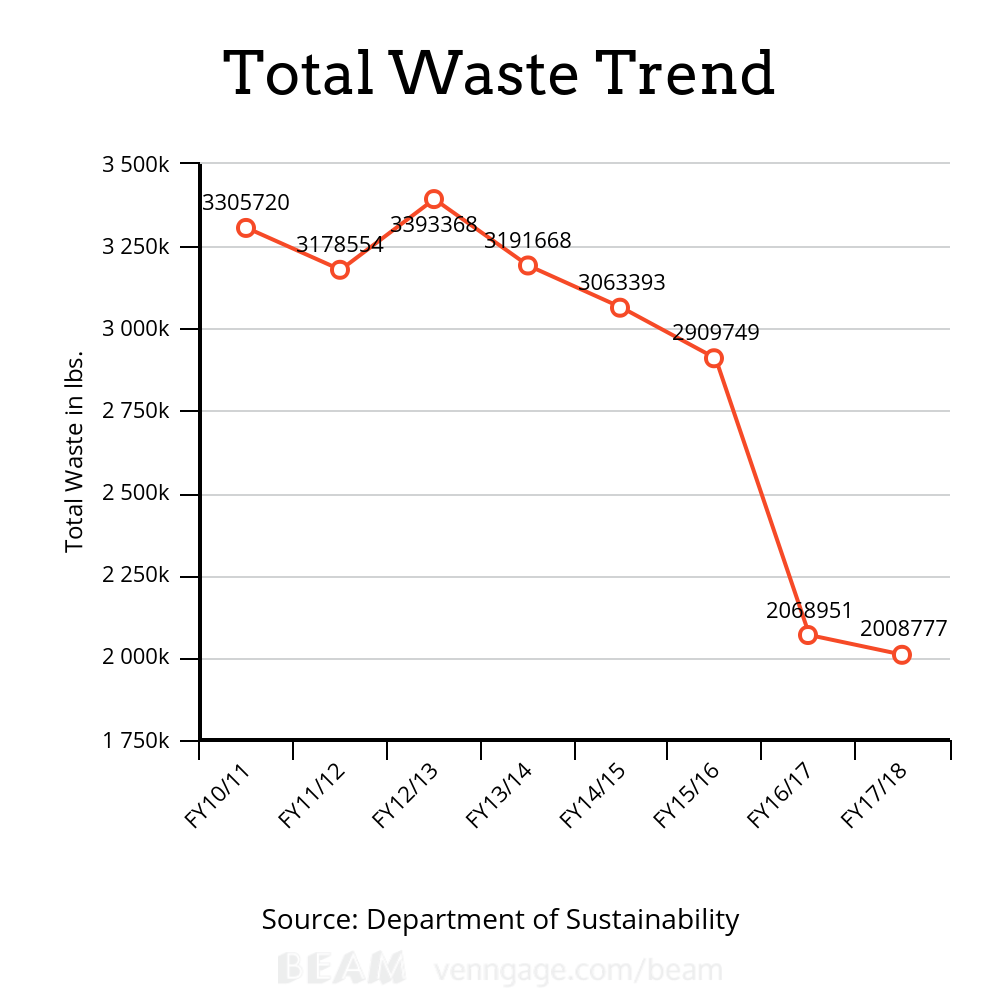 Total Waste Trend
3 500k
3 250k
3 000k
2 750k
2 500k
2 250k
2 000k
1 750k
Total Waste in lbs.
3305720
3178554
3393368
3191668
3063393
2909749
2068951
2008777
FY10/11
FY11/12
FY12/13
FY13/14
FY14/15
FY15/16
FY16/17
FY17/18
Source: Department of Sustainability
BEAM venngage.com/beam